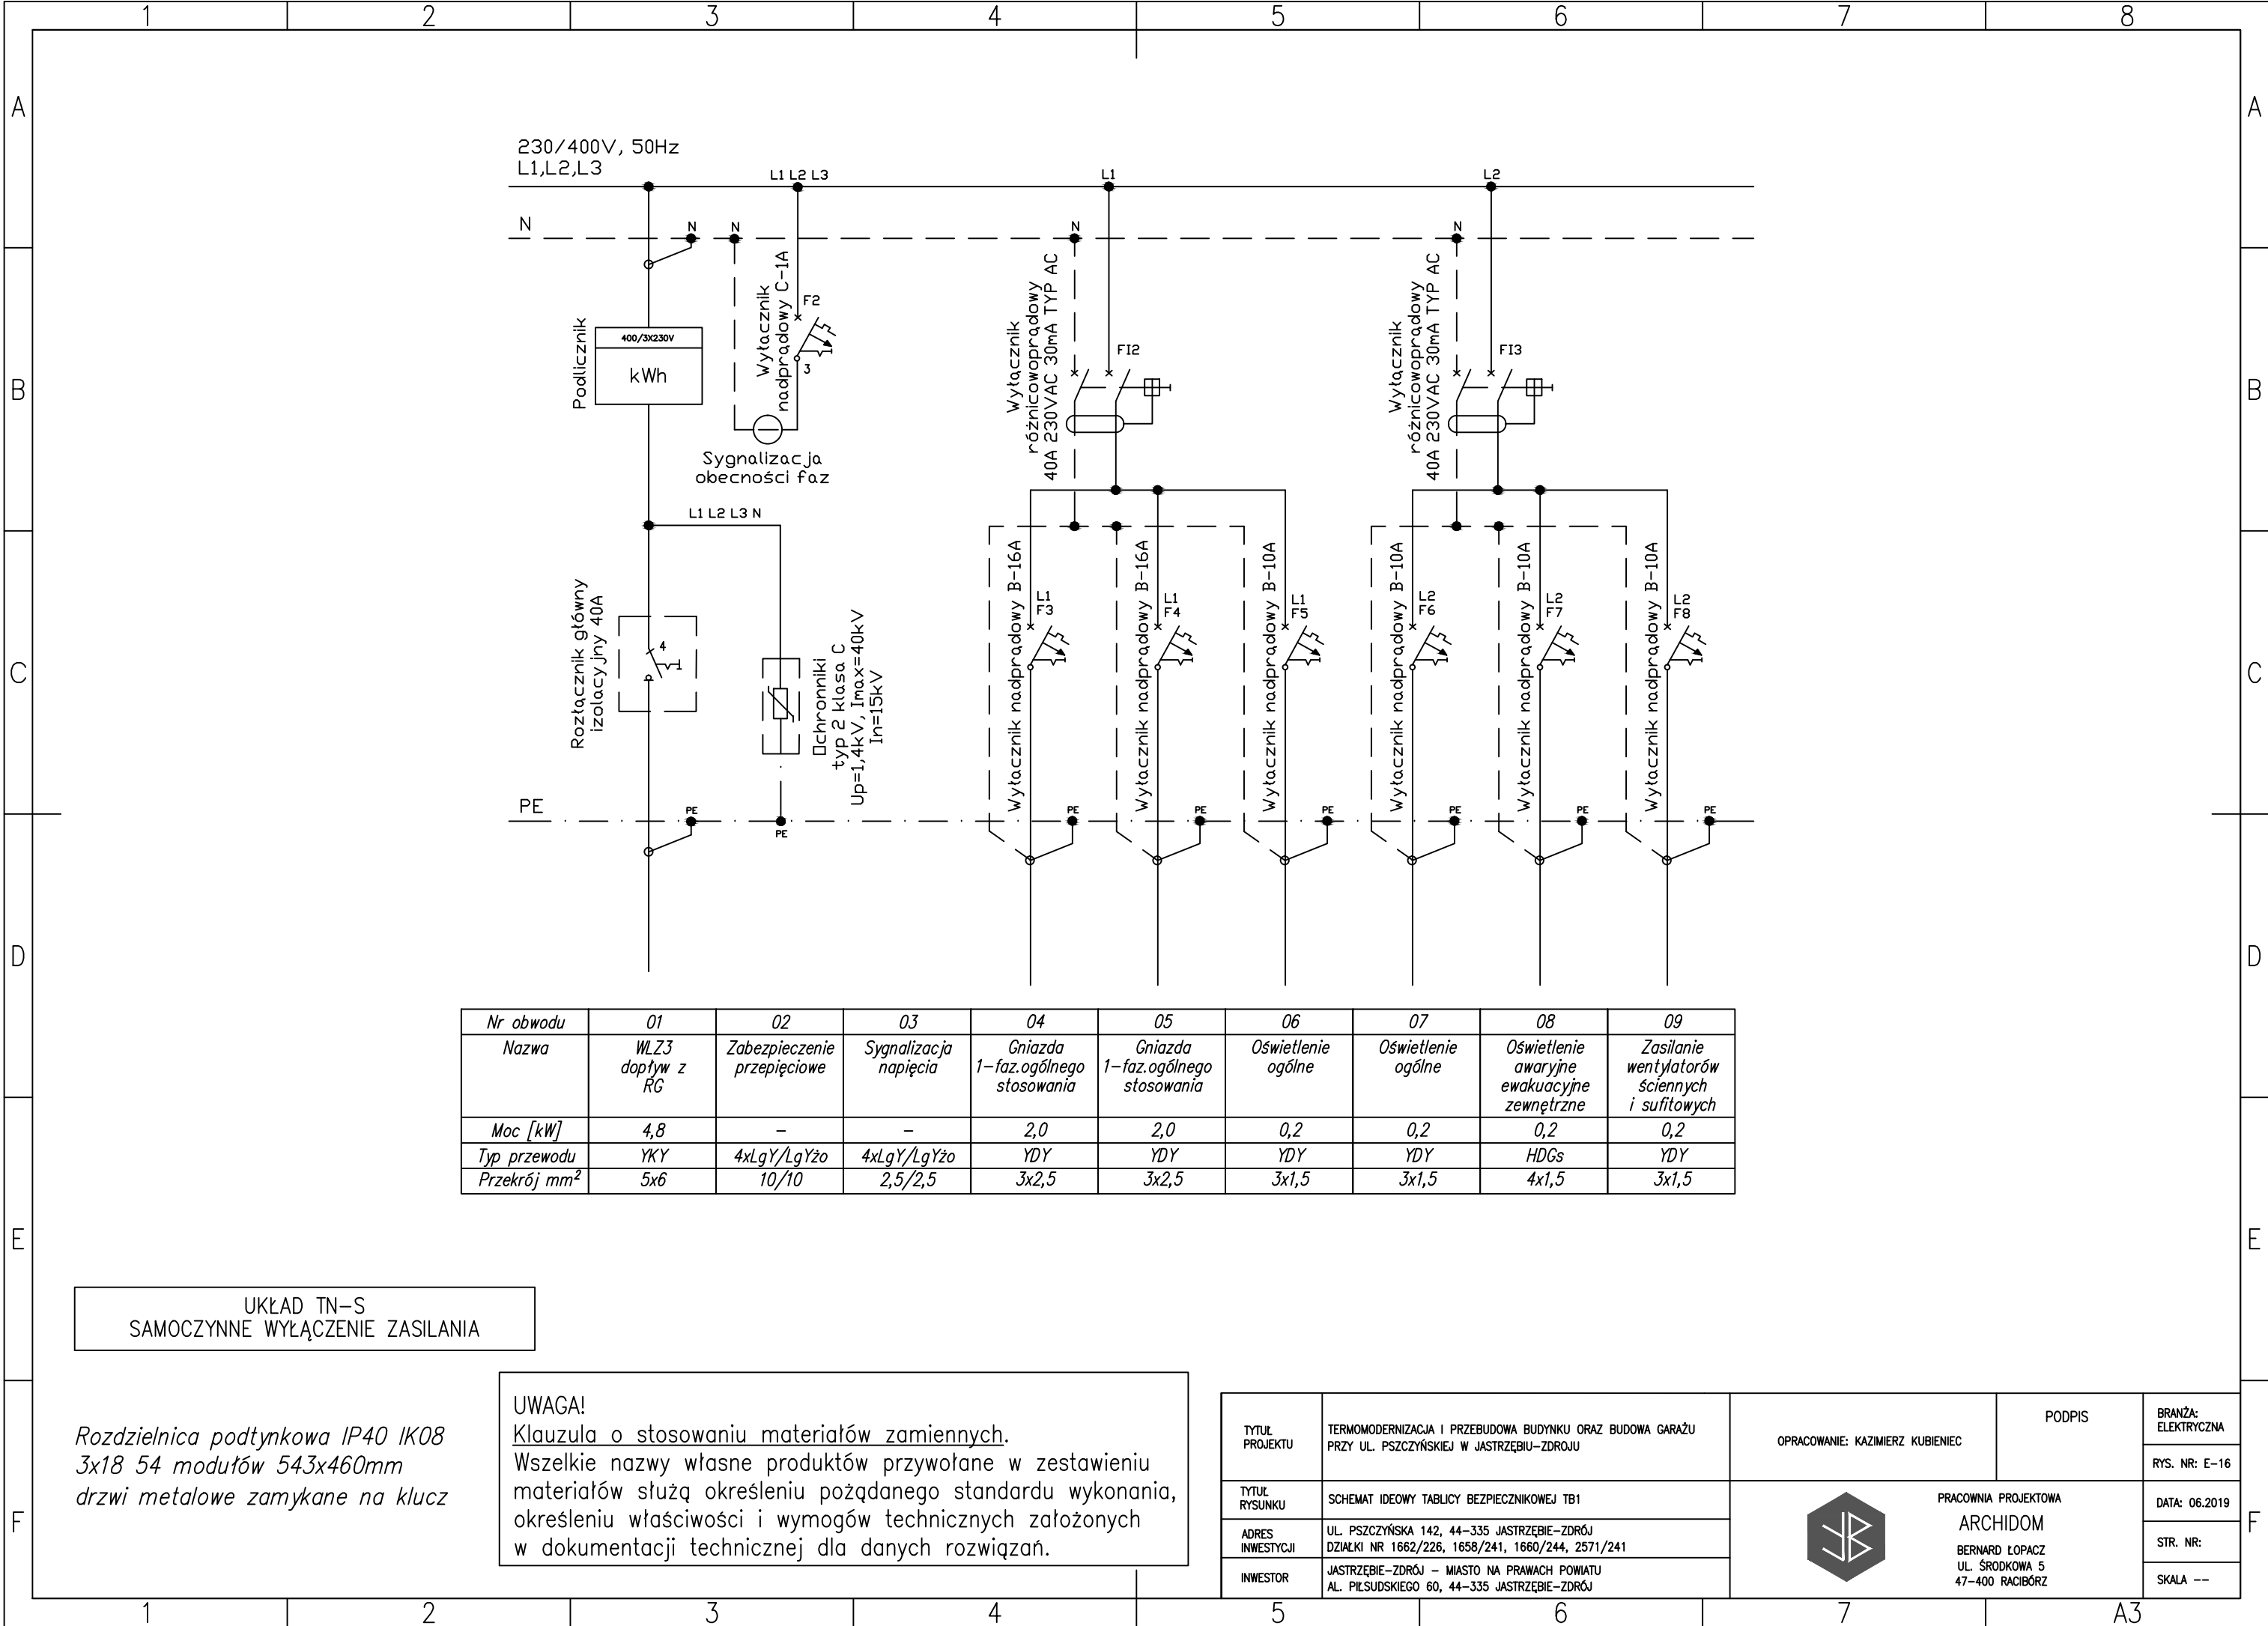 1 2 3 4 5 6 7 8
A A
B B
C C
D D
E E
F F
230/400V, 50Hz
L1,L2,L3
L1 L2 L3
L1
L2
N
N
N
N
N
Podlicznik
400/3X230V
kWh
Wyłacznik
nadprądowy C-1A
F2
3
Sygnalizacja
obecności faz
Wyłącznik
różnicowoprądowy
40A 230VAC 30mA TYP AC
FI2
Wyłącznik
różnicowoprądowy
40A 230VAC 30mA TYP AC
FI3
L1 L2 L3 N
Rozłącznik główny
izolacyjny 40A
4
Ochronniki
typ 2 klasa C
Up=1,4kV, Imax=40kV
In=15kV
Wyłacznik nadprądowy B-16A
L1
F3
Wyłacznik nadprądowy B-16A
L1
F4
Wyłacznik nadprądowy B-10A
L1
F5
Wyłacznik nadprądowy B-10A
L2
F6
Wyłacznik nadprądowy B-10A
L2
F7
Wyłacznik nadprądowy B-10A
L2
F8
PE
PE
PE
PE
PE
PE
PE
PE
PE
Nr obwodu 01 02 03 04 05 06 07 08 09
Nazwa
WLZ3
dopływ z
RG
Zabezpieczenie
przepięciowe
Sygnalizacja
napięcia
Gniazda
1-faz.ogólnego
stosowania
Gniazda
1-faz.ogólnego
stosowania
Oświetlenie
ogólne
Oświetlenie
ogólne
Oświetlenie
awaryjne
ewakuacyjne
zewnętrzne
Zasilanie
wentylatorów
ściennych
i sufitowych
Moc [kW] 4,8 – – 2,0 2,0 0,2 0,2 0,2 0,2
Typ przewodu YKY 4xLgY/LgYżo 4xLgY/LgYżo YDY YDY YDY YDY HDGs YDY
Przekrój mm² 5x6 10/10 2,5/2,5 3x2,5 3x2,5 3x1,5 3x1,5 4x1,5 3x1,5
UKŁAD TN-S
SAMOCZYNNE WYŁĄCZENIE ZASILANIA
Rozdzielnica podtynkowa IP40 IK08
3x18 54 modułów 543x460mm
drzwi metalowe zamykane na klucz
UWAGA!
Klauzula o stosowaniu materiałów zamiennych.
Wszelkie nazwy własne produktów przywołane w zestawieniu
materiałów służą określeniu pożądanego standardu wykonania,
określeniu właściwości i wymogów technicznych założonych
w dokumentacji technicznej dla danych rozwiązań.
TYTUŁ
PROJEKTU
TERMOMODERNIZACJA I PRZEBUDOWA BUDYNKU ORAZ BUDOWA GARAŻU
PRZY UL. PSZCZYŃSKIEJ W JASTRZĘBIU-ZDROJU
OPRACOWANIE: KAZIMIERZ KUBIENIEC
PODPIS
BRANŻA:
ELEKTRYCZNA
RYS. NR: E-16
TYTUŁ
RYSUNKU
SCHEMAT IDEOWY TABLICY BEZPIECZNIKOWEJ TB1
ADRES
INWESTYCJI
UL. PSZCZYŃSKA 142, 44-335 JASTRZĘBIE-ZDRÓJ
DZIAŁKI NR 1662/226, 1658/241, 1660/244, 2571/241
INWESTOR
JASTRZĘBIE-ZDRÓJ - MIASTO NA PRAWACH POWIATU
AL. PIŁSUDSKIEGO 60, 44-335 JASTRZĘBIE-ZDRÓJ
PRACOWNIA PROJEKTOWA
ARCHIDOM
BERNARD ŁOPACZ
UL. ŚRODKOWA 5
47-400 RACIBÓRZ
DATA: 06.2019
STR. NR:
SKALA --
1 2 3 4 5 6 7 A3